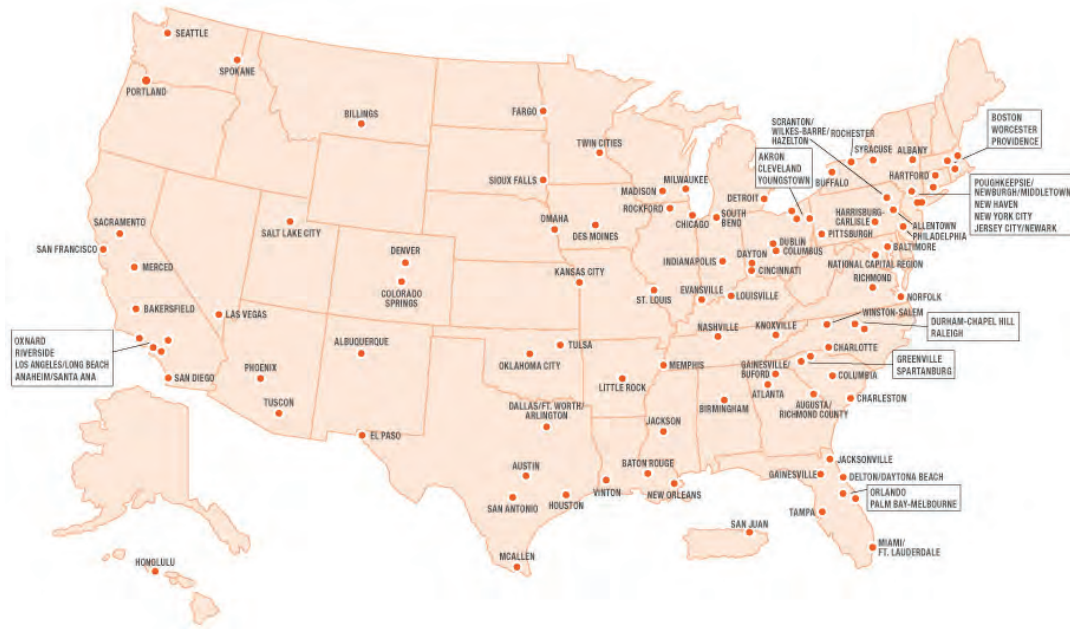 SEATTLE
SPOKANE
PORTLAND
BILLINGS
FARGO
TWIN CITIES
SIOUX FALLS
MADISON
MILWAUKEE
ROCKFORD
CHICAGO
SOUTH
BEND
DETROIT
AKRON
CLEVELAND
YOUNGSTOWN
SCRANTON/
WILKES-BARRE/
HAZELTON
ROCHESTER
SYRACUSE
ALBANY
BUFFALO
HARTFORD
BOSTON
WORCESTER
PROVIDENCE
POUGHKEEPSIE/
NEWBURGH/MIDDLETOWN
NEW HAVEN
NEW YORK CITY
JERSEY CITY/NEWARK
HARRISBURG-
CARLISLE
ALLENTOWN
PHILADELPHIA
PITTSBURGH
BALTIMORE
NATIONAL CAPITAL REGION
RICHMOND
NORFOLK
SACRAMENTO
SAN FRANCISCO
MERCED
BAKERSFIELD
LAS VEGAS
SALT LAKE CITY
DENVER
COLORADO
SPRINGS
OMAHA
DES MOINES
KANSAS CITY
ST. LOUIS
INDIANAPOLIS
DAYTON
DUBLIN
COLUMBUS
CINCINNATI
EVANSVILLE
LOUISVILLE
OXNARD
RIVERSIDE
LOS ANGELES/LONG BEACH
ANAHEIM/SANTA ANA
SAN DIEGO
PHOENIX
TUSCON
ALBUQUERQUE
EL PASO
OKLAHOMA CITY
TULSA
LITTLE ROCK
MEMPHIS
NASHVILLE
KNOXVILLE
WINSTON-SALEM
DURHAM-CHAPEL HILL
RALEIGH
CHARLOTTE
GREENVILLE
SPARTANBURG
GAINESVILLE/
BUFORD
ATLANTA
COLUMBIA
CHARLESTON
AUGUSTA/
RICHMOND COUNTY
BIRMINGHAM
JACKSON
DALLAS/FT. WORTH/
ARLINGTON
AUSTIN
SAN ANTONIO
HOUSTON
VINTON
BATON ROUGE
NEW ORLEANS
MCALLEN
JACKSONVILLE
GAINESVILLE
DELTON/DAYTONA BEACH
ORLANDO
PALM BAY-MELBOURNE
TAMPA
MIAMI/
FT. LAUDERDALE
SAN JUAN
HONOLULU